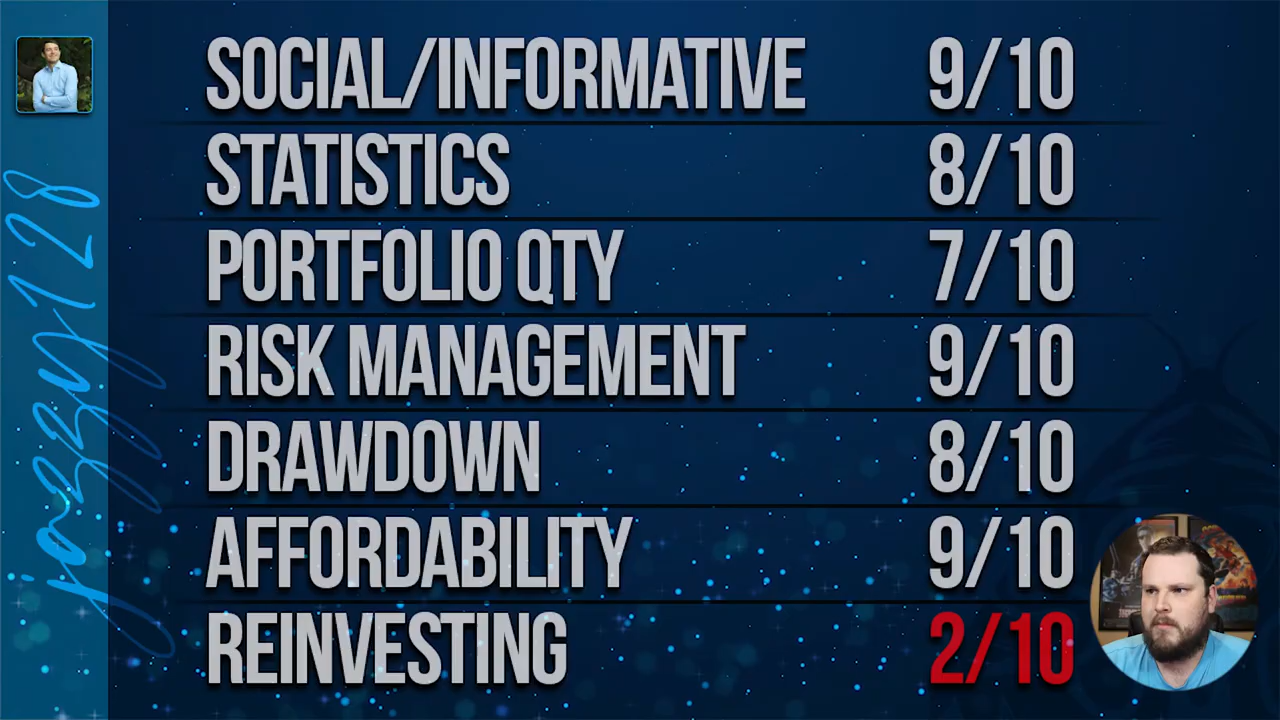 SOCIAL/INFORMATIVE 9/10
STATISTICS 8/10
PORTFOLIO QTY 7/10
RISK MANAGEMENT 9/10
DRAWDOWN 8/10
AFFORDABILITY 9/10
REINVESTING 2/10
jazzy128